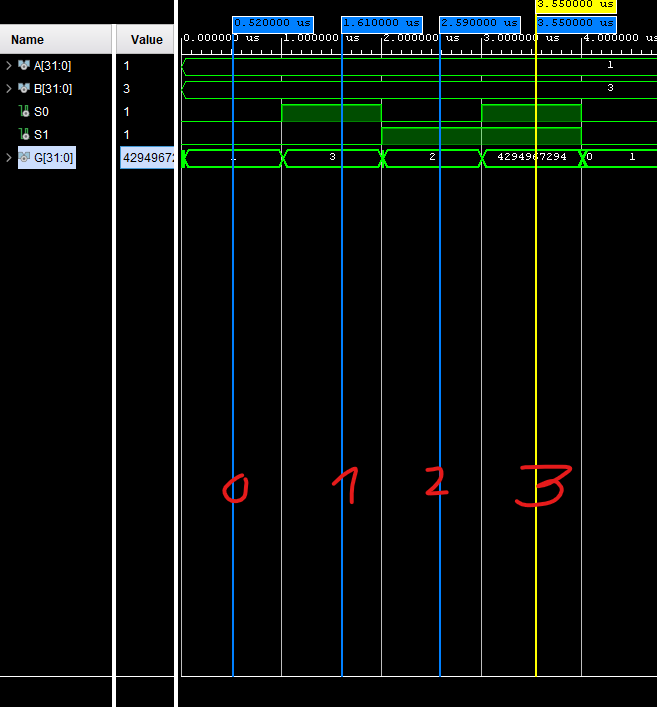 3.550000 us
0.520000 us 1.610000 us 2.590000 us 3.550000 us
Name Value
0.000000 us 1.000000 us 2.000000 us 3.000000 us 4.000000 us
A[31:0] 1 1
B[31:0] 3 3
S0 1
S1 1
G[31:0] 42949672 1 3 2 4294967294 0 1
0 1 2 3